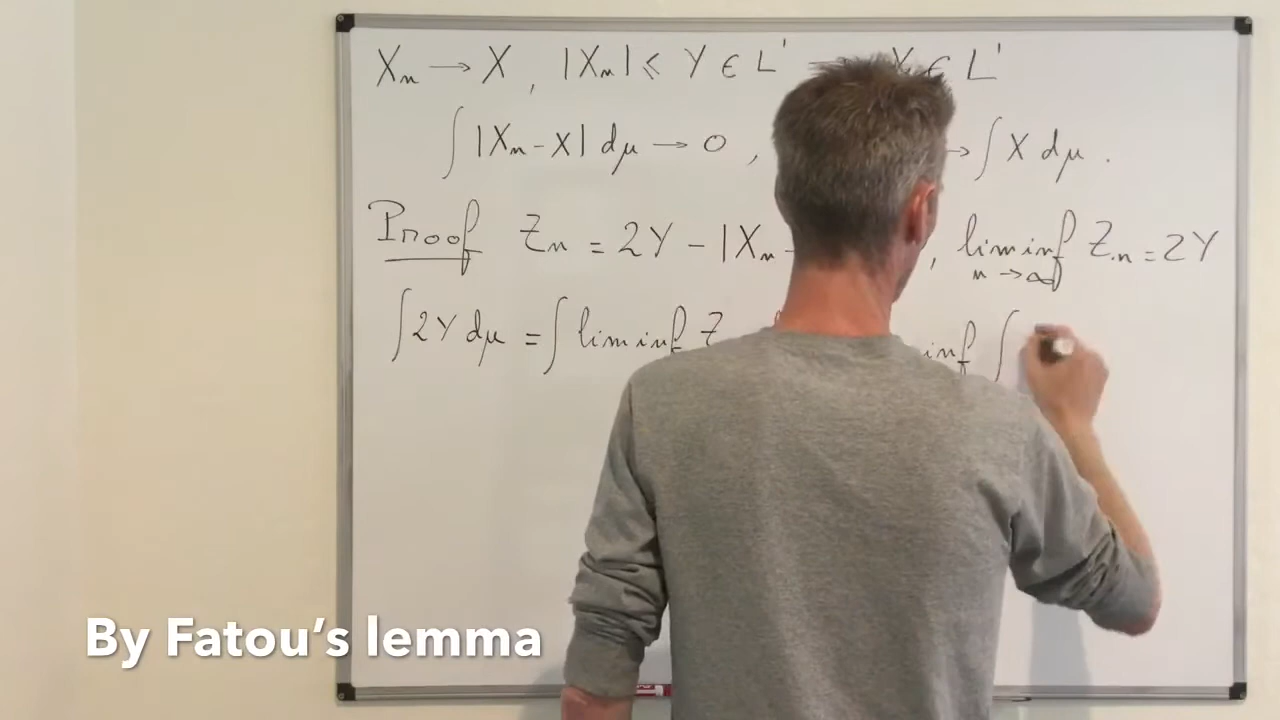 Xₙ → X , |Xₙ| ≤ Y ∈ L¹ → X ∈ L¹
∫ |Xₙ - X| dμ → 0 , → ∫ X dμ .
Proof Zₙ = 2Y - |Xₙ - , lim inf Zₙ = 2Y
n → ∞
∫ 2Y dμ = ∫ lim inf Z inf ∫
By Fatou's lemma